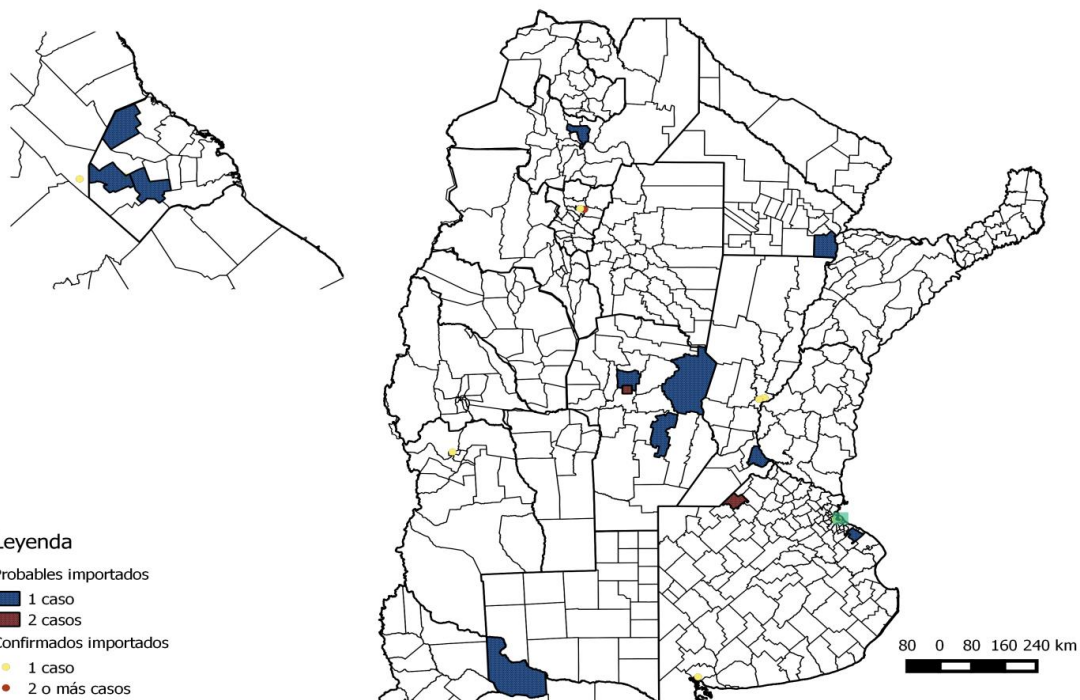 Leyenda
Probables importados
1 caso
2 casos
Confirmados importados
1 caso
2 o más casos
80 0 80 160 240 km